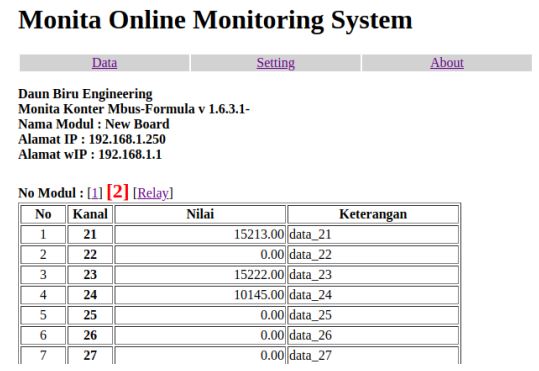 Monita Online Monitoring System
Data Setting About
Daun Biru Engineering
Monita Konter Mbus-Formula v 1.6.3.1-
Nama Modul : New Board
Alamat IP : 192.168.1.250
Alamat wIP : 192.168.1.1
No Modul : [1] [2] [Relay]
No Kanal Nilai Keterangan
1 21 15213.00 data_21
2 22 0.00 data_22
3 23 15222.00 data_23
4 24 10145.00 data_24
5 25 0.00 data_25
6 26 0.00 data_26
7 27 0.00 data_27